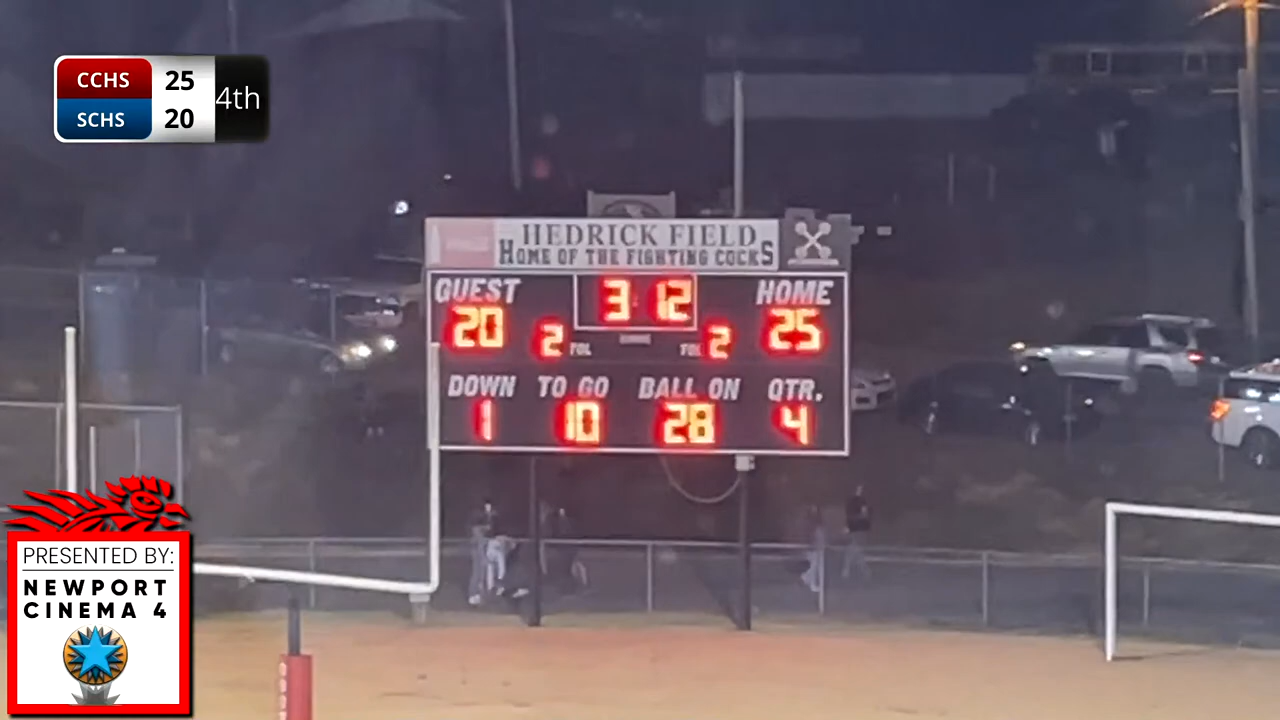 CCHS 25
SCHS 20
4th
HEDRICK FIELD
HOME OF THE FIGHTING COCKS
GUEST 3:12 HOME
20 2 TOL TOL 2 25
DOWN TO GO BALL ON QTR.
1 10 28 4
PRESENTED BY:
NEWPORT
CINEMA 4